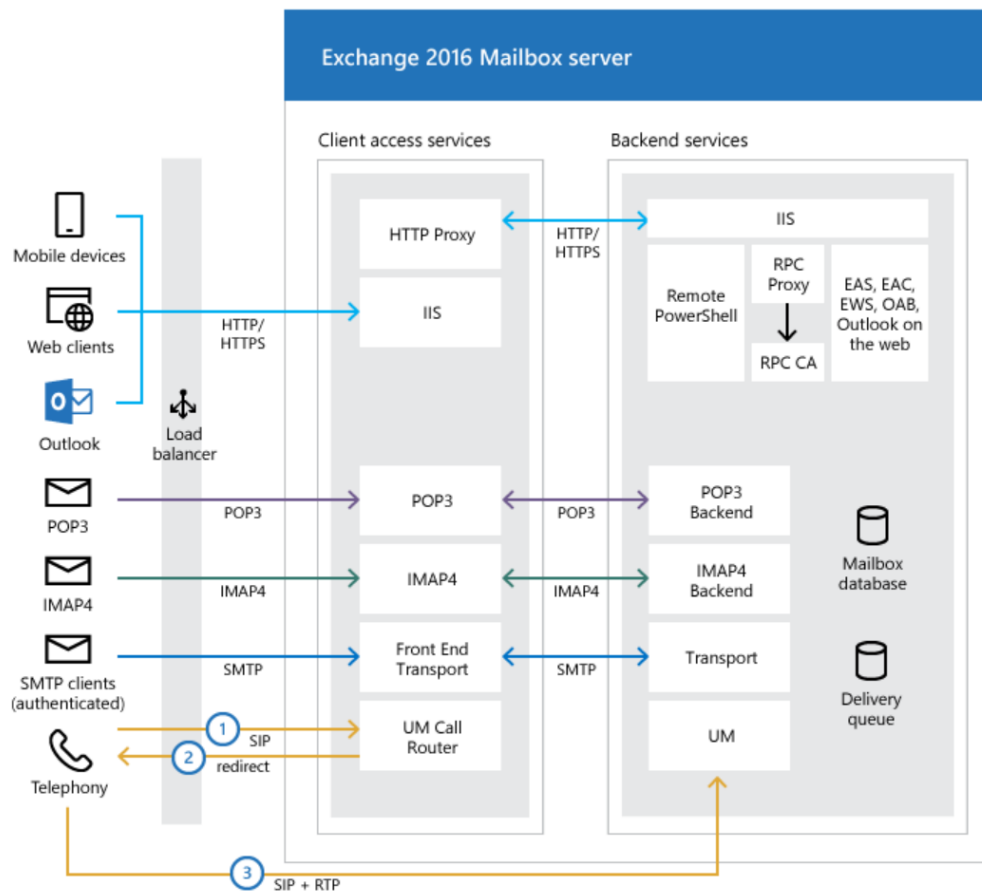 Exchange 2016 Mailbox server
Client access services
Backend services
Mobile devices
Web clients
Outlook
HTTP/
HTTPS
Load
balancer
HTTP Proxy
IIS
HTTP/
HTTPS
IIS
Remote
PowerShell
RPC
Proxy
RPC CA
EAS, EAC,
EWS, OAB,
Outlook on
the web
POP3
POP3
POP3
POP3
POP3
Backend
IMAP4
IMAP4
IMAP4
IMAP4
IMAP4
Backend
Mailbox
database
SMTP clients
(authenticated)
SMTP
Front End
Transport
SMTP
Transport
Delivery
queue
Telephony
1
SIP
2
redirect
UM Call
Router
UM
3
SIP + RTP